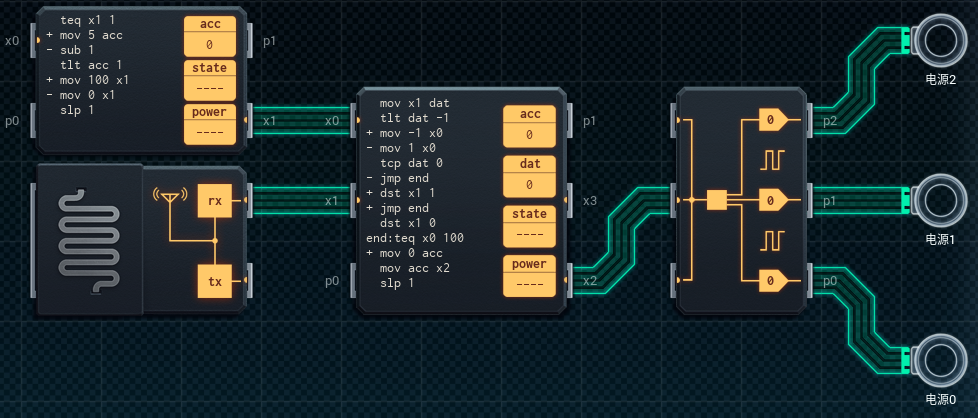 x0
teq x1 1
+ mov 5 acc
- sub 1
tlt acc 1
+ mov 100 x1
- mov 0 x1
slp 1
acc
0
state
----
power
----
p1
p0
x1
x0
mov x1 dat
tlt dat -1
+ mov -1 x0
- mov 1 x0
tcp dat 0
- jmp end
+ dst x1 1
+ jmp end
dst x1 0
end:teq x0 100
+ mov 0 acc
mov acc x2
slp 1
acc
0
dat
0
state
----
power
----
p1
x3
x2
rx
tx
x1
p0
0
0
0
p2
p1
p0
电源2
电源1
电源0